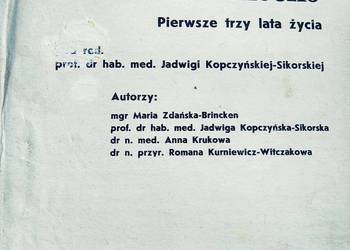 Pierwsze trzy lata życia
red.
prof. dr hab. med. Jadwigi Kopczyńskiej-Sikorskiej
Autorzy:
mgr Maria Zdańska-Brincken
prof. dr hab. med. Jadwiga Kopczyńska-Sikorska
dr n. med. Anna Krukowa
dr n. przyr. Romana Kurniewicz-Witczakowa